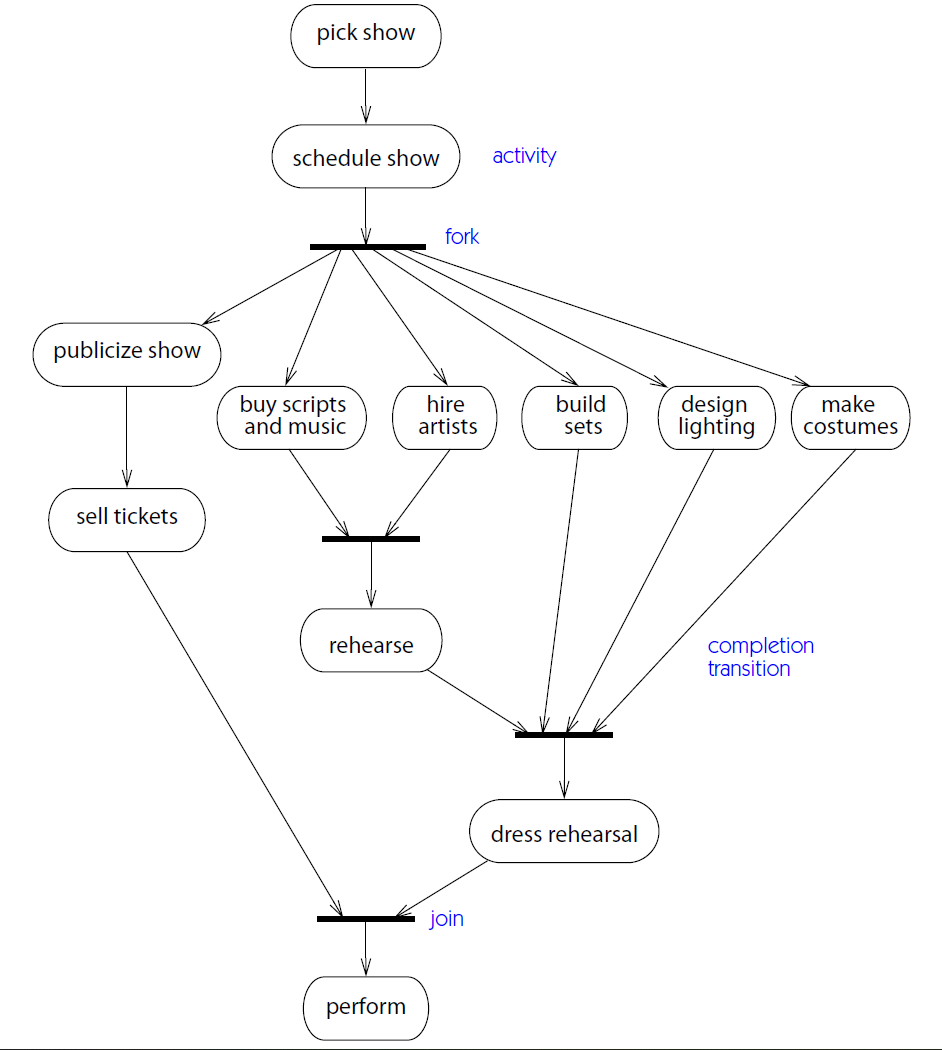 pick show
schedule show
activity
fork
publicize show
buy scripts
and music
hire
artists
build
sets
design
lighting
make
costumes
sell tickets
rehearse
completion
transition
dress rehearsal
join
perform